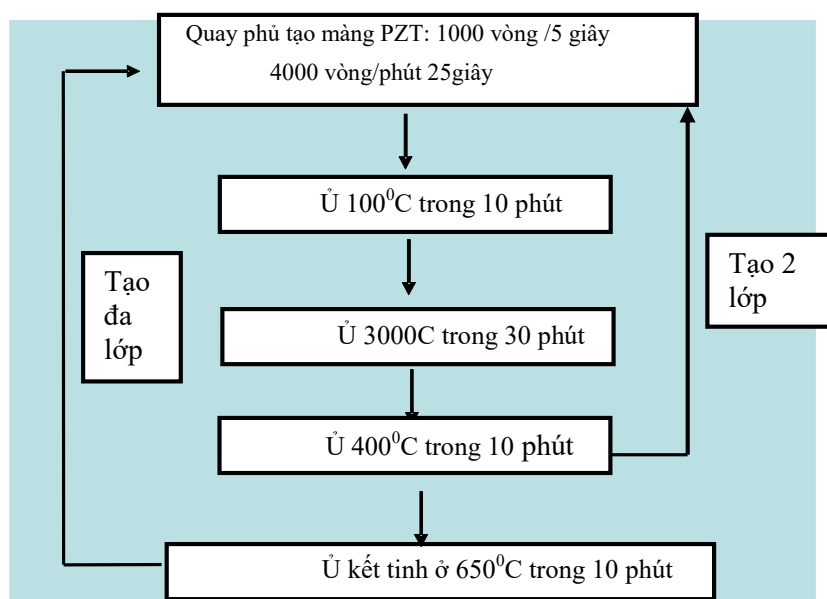 Quay phủ tạo màng PZT: 1000 vòng /5 giây
4000 vòng/phút 25giây
Ủ 100⁰C trong 10 phút
Tạo
đa
lớp
Tạo 2
lớp
Ủ 3000C trong 30 phút
Ủ 400⁰C trong 10 phút
Ủ kết tinh ở 650⁰C trong 10 phút